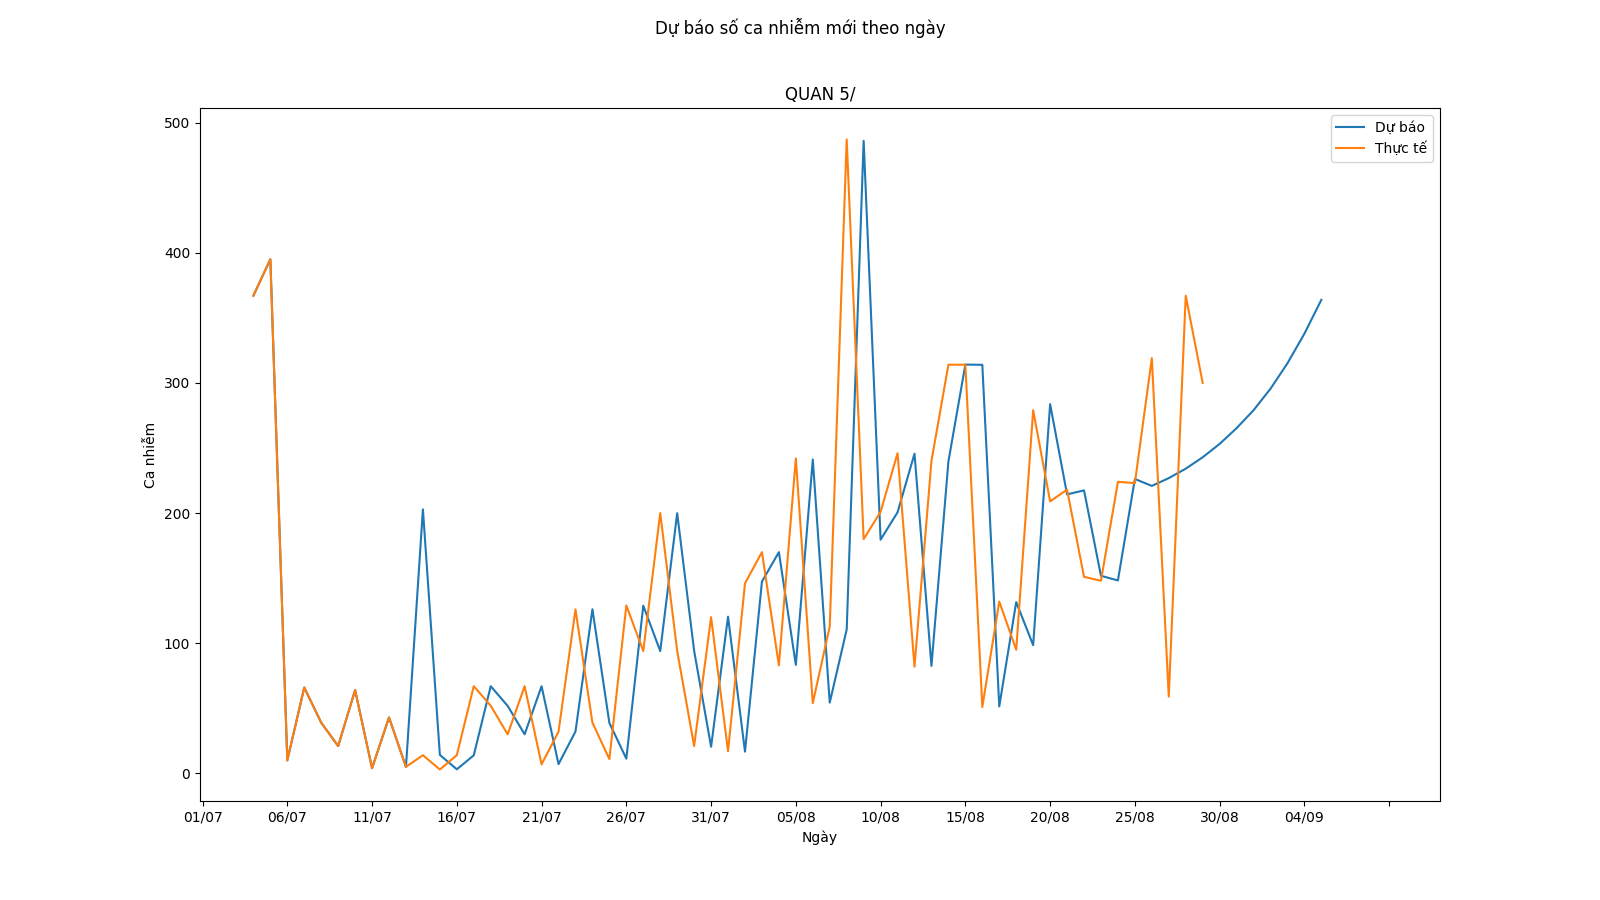 Dự báo số ca nhiễm mới theo ngày
QUAN 5/
Dự báo
Thực tế
500
400
300
200
100
0
Ca nhiễm
01/07 06/07 11/07 16/07 21/07 26/07 31/07 05/08 10/08 15/08 20/08 25/08 30/08 04/09
Ngày